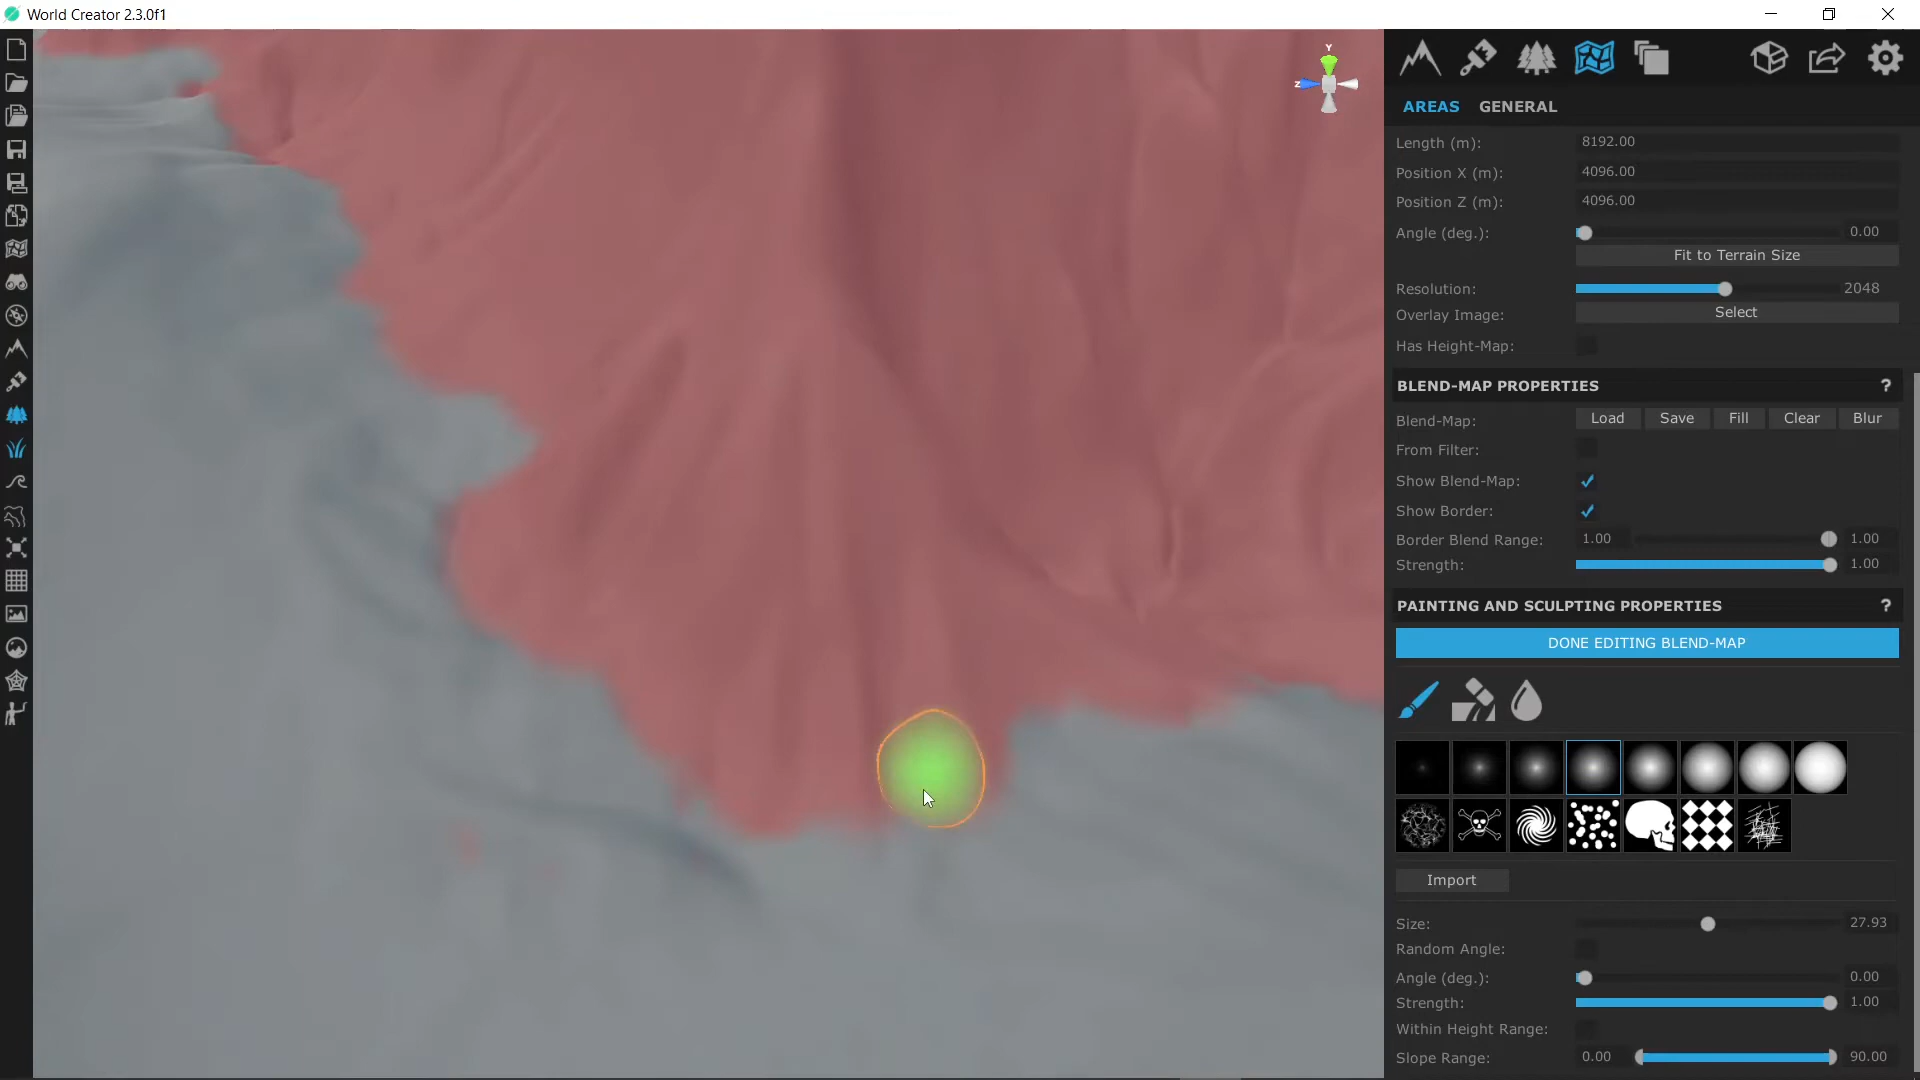 World Creator 2.3.0f1
Y
Z
AREAS GENERAL
Length (m): 8192.00
Position X (m): 4096.00
Position Z (m): 4096.00
Angle (deg.): 0.00
Fit to Terrain Size
Resolution: 2048
Overlay Image: Select
Has Height-Map:
BLEND-MAP PROPERTIES ?
Blend-Map: Load Save Fill Clear Blur
From Filter:
Show Blend-Map:
Show Border:
Border Blend Range: 1.00 1.00
Strength: 1.00
PAINTING AND SCULPTING PROPERTIES ?
DONE EDITING BLEND-MAP
Import
Size: 27.93
Random Angle:
Angle (deg.): 0.00
Strength: 1.00
Within Height Range:
Slope Range: 0.00 90.00